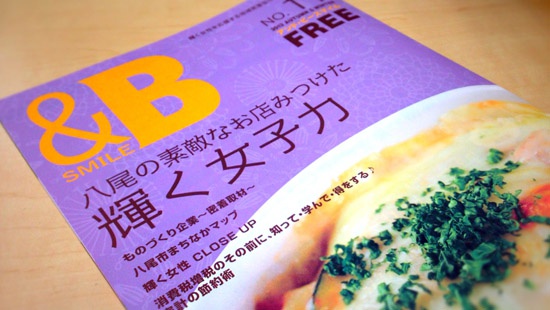 NO.1
FREE
&B
SMILE
八尾の素敵なお店みつけた
輝く女子力
ものづくり企業～密着取材～
八尾市まちなかマップ
輝く女性 CLOSE UP
消費税増税のその前に、知って・学んで・得をする♪
家計の節約術